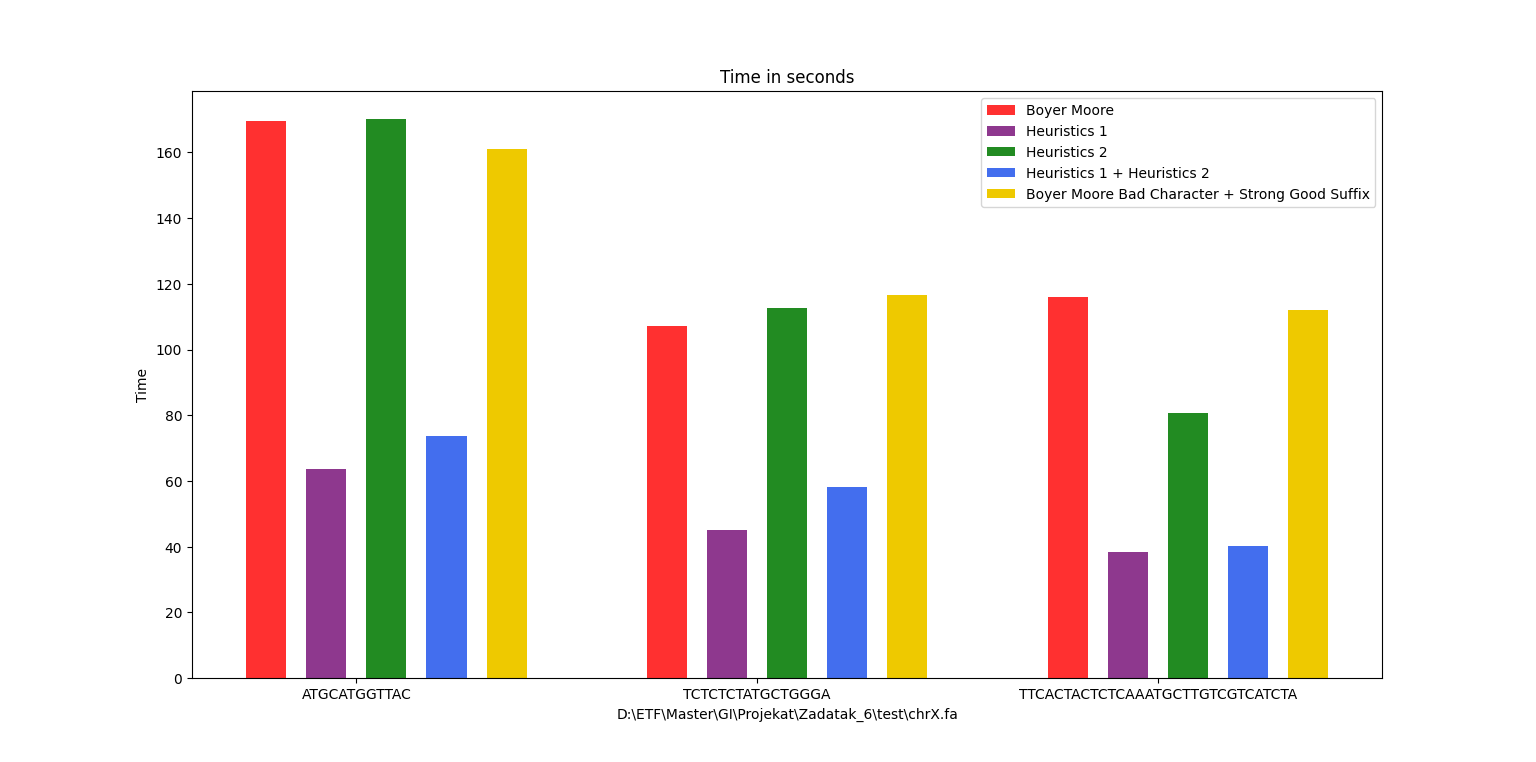 Time in seconds
Boyer Moore
Heuristics 1
Heuristics 2
Heuristics 1 + Heuristics 2
Boyer Moore Bad Character + Strong Good Suffix
Time
160
140
120
100
80
60
40
20
0
ATGCATGGTTAC
TCTCTCTATGCTGGGA
TTCACTACTCTCAAATGCTTGTCGTCATCTA
D:\ETF\Master\GI\Projekat\Zadatak_6\test\chrX.fa